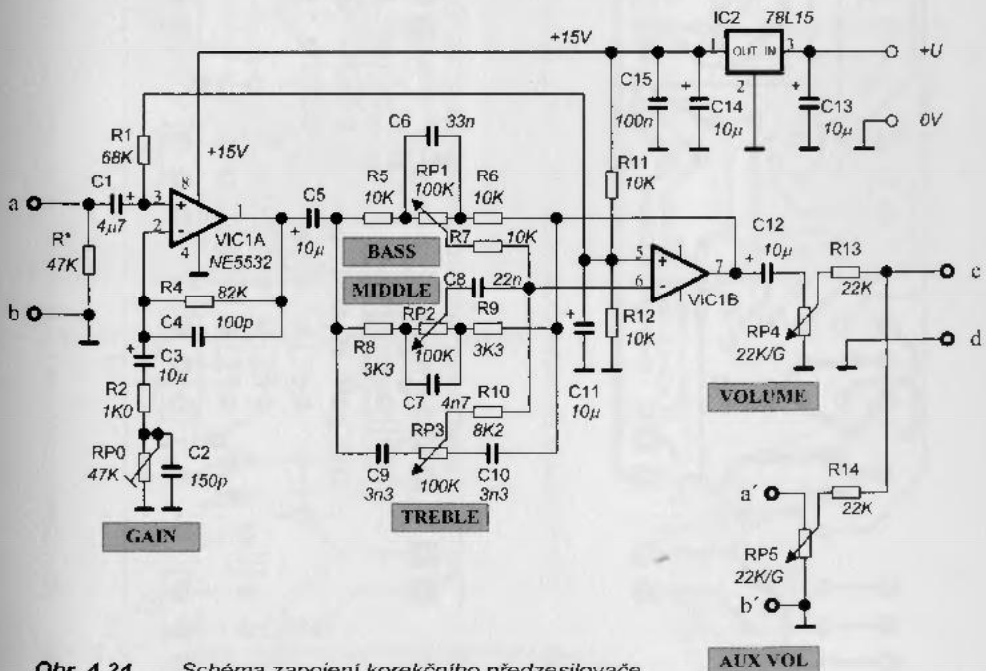 IC2 78L15
+15V
1 OUT IN 3
+U
2
C15
100n
+
C14
10µ
+
C13
10µ
0V
R1
68K
+15V
C6
33n
R5
10K
RP1
100K
R6
10K
R11
10K
a
C1
4µ7
+
3
+
8
1
2
-
4
VIC1A
NE5532
C5
+
10µ
R*
47K
b
BASS
R7
10K
MIDDLE
C8
22n
5
+
6
-
7
VIC1B
C12
+
10µ
R13
22K
c
R4
82K
C4
100p
R8
3K3
RP2
100K
R9
3K3
R12
10K
RP4
22K/G
d
+
C3
10µ
R2
1K0
C7
4n7
R10
8K2
+
C11
10µ
VOLUME
RP0
47K
C2
150p
C9
3n3
RP3
100K
C10
3n3
GAIN
TREBLE
a´
R14
22K
RP5
22K/G
b´
AUX VOL
Obr. 4.24 Schéma zapojení korekčního předzesilovače